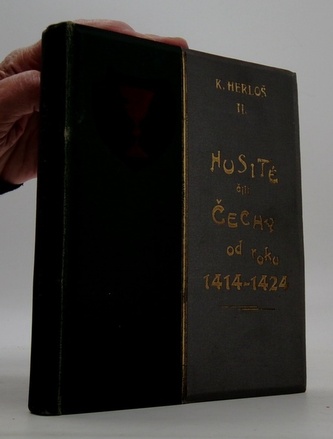 K. HERLOŠ
II.
HUSITÉ
čili
ČECHY
od roku
1414-1424